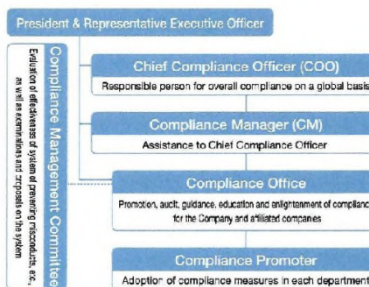 President & Representative Executive Officer
Compliance Management Committee
Evaluation of effectiveness of system of preventing misconducts, etc.,
as well as examinations and proposals on the system
Chief Compliance Officer (COO)
Responsible person for overall compliance on a global basis
Compliance Manager (CM)
Assistance to Chief Compliance Officer
Compliance Office
Promotion, audit, guidance, education and enlightenment of complianc
for the Company and affiliated companies
Compliance Promoter
Adoption of compliance measures in each department